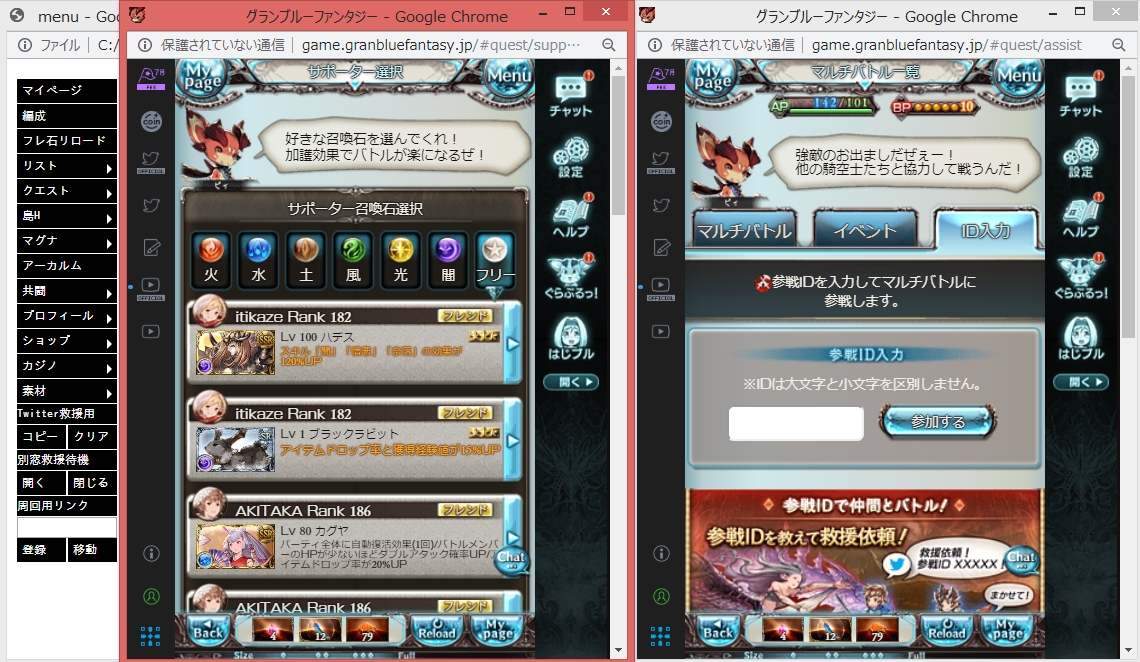 menu - Goo
ファイル
C:/
マイページ
編成
フレ石リロード
リスト
クエスト
島H
マグナ
アーカルム
共闘
プロフィール
ショップ
カジノ
素材
Twitter救援用
コピー
クリア
別窓救援待機
開く
閉じる
周回用リンク
登録
移動
グランブルーファンタジー - Google Chrome
保護されていない通信
game.granbluefantasy.jp/#quest/supp…
coin
OFFICIAL
OFFICIAL
My page
サポーター選択
Menu
好きな召喚石を選んでくれ！
加護効果でバトルが楽になるぜ！
ビィ
サポーター召喚石選択
火
水
土
風
光
闇
フリー
itikaze Rank 182
フレンド
Lv 100 ハデス
120%UP
itikaze Rank 182
フレンド
Lv 1 ブラックラビット
アイテムドロップ率と獲得経験値が15%UP
AKITAKA Rank 186
フレンド
Lv 80 カグヤ
パーティ全体に自動復活効果(1回)/バトルメンバ
ーのHPが少ないほどダブルアタック確率UP/ア
イテムドロップ率が20%UP
Chat
AKITAKA Rank 186
フレンド
Back
4
12
79
Reload
My page
Size
Full
チャット
設定
ヘルプ
ぐらぶるっ!
はじブル
開く
グランブルーファンタジー - Google Chrome
保護されていない通信
game.granbluefantasy.jp/#quest/assist
coin
OFFICIAL
OFFICIAL
My page
マルチバトル一覧
Menu
AP
142/101
BP
10
強敵のお出ましだぜぇー！
他の騎空士たちと協力して戦うんだ！
ビィ
マルチバトル
イベント
ID入力
参戦IDを入力してマルチバトルに
参戦します。
参戦ID入力
※IDは大文字と小文字を区別しません。
参加する
参戦IDで仲間とバトル!
参戦IDを教えて救援依頼!
救援依頼!
参戦ID XXXXX!
まかせて!
Chat
Back
4
12
79
Reload
My page
Size
Full
チャット
設定
ヘルプ
ぐらぶるっ!
はじブル
開く